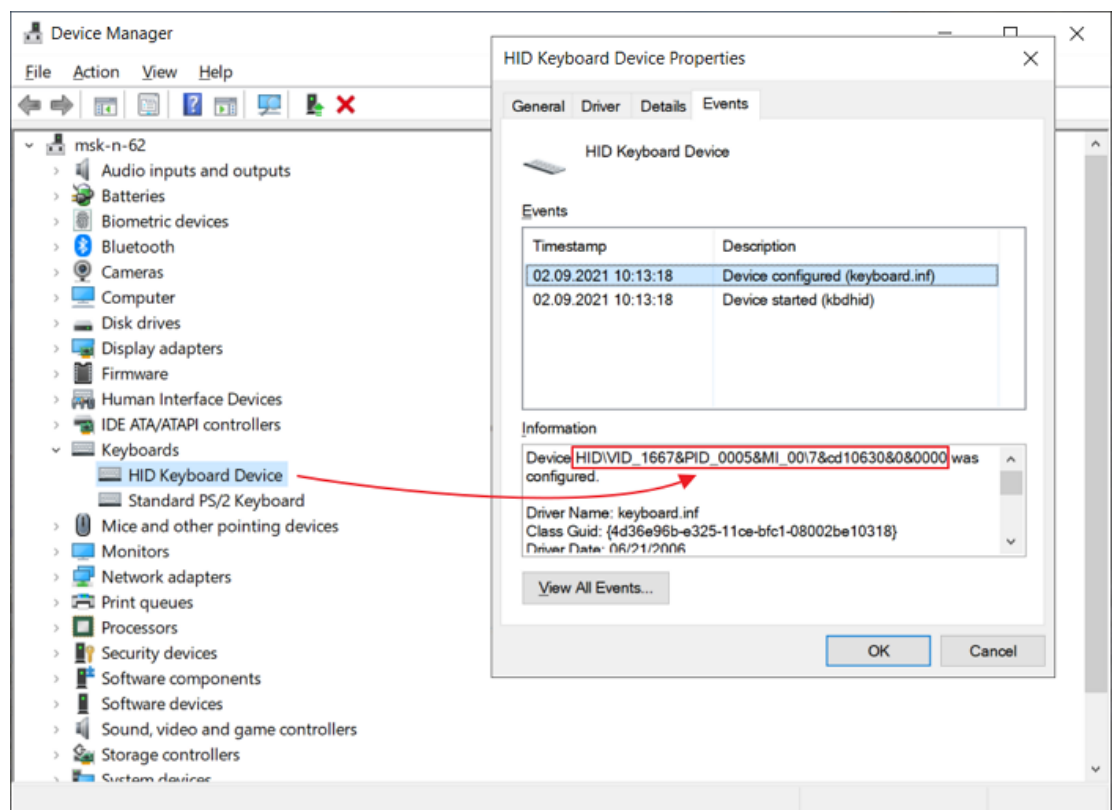 Device Manager
File Action View Help
msk-n-62
Audio inputs and outputs
Batteries
Biometric devices
Bluetooth
Cameras
Computer
Disk drives
Display adapters
Firmware
Human Interface Devices
IDE ATA/ATAPI controllers
Keyboards
HID Keyboard Device
Standard PS/2 Keyboard
Mice and other pointing devices
Monitors
Network adapters
Print queues
Processors
Security devices
Software components
Software devices
Sound, video and game controllers
Storage controllers
System devices
HID Keyboard Device Properties
General Driver Details Events
HID Keyboard Device
Events
Timestamp Description
02.09.2021 10:13:18 Device configured (keyboard.inf)
02.09.2021 10:13:18 Device started (kbdhid)
Information
Device HID\VID_1667&PID_0005&MI_00\7&cd10630&0&0000 was
configured.
Driver Name: keyboard.inf
Class Guid: {4d36e96b-e325-11ce-bfc1-08002be10318}
Driver Date: 06/21/2006
View All Events...
OK Cancel